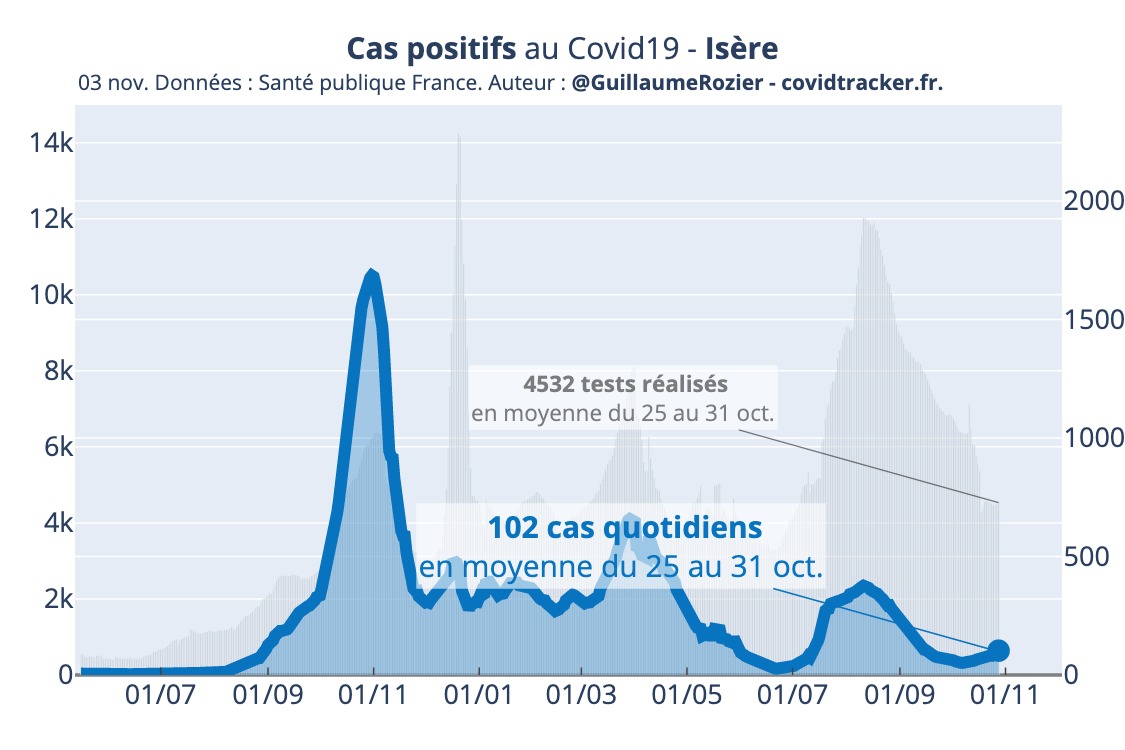 Cas positifs au Covid19 - Isère
03 nov. Données : Santé publique France. Auteur : @GuillaumeRozier - covidtracker.fr.
14k
12k
10k
8k
6k
4k
2k
0
2000
1500
1000
500
0
4532 tests réalisés
en moyenne du 25 au 31 oct.
102 cas quotidiens
en moyenne du 25 au 31 oct.
01/07 01/09 01/11 01/01 01/03 01/05 01/07 01/09 01/11